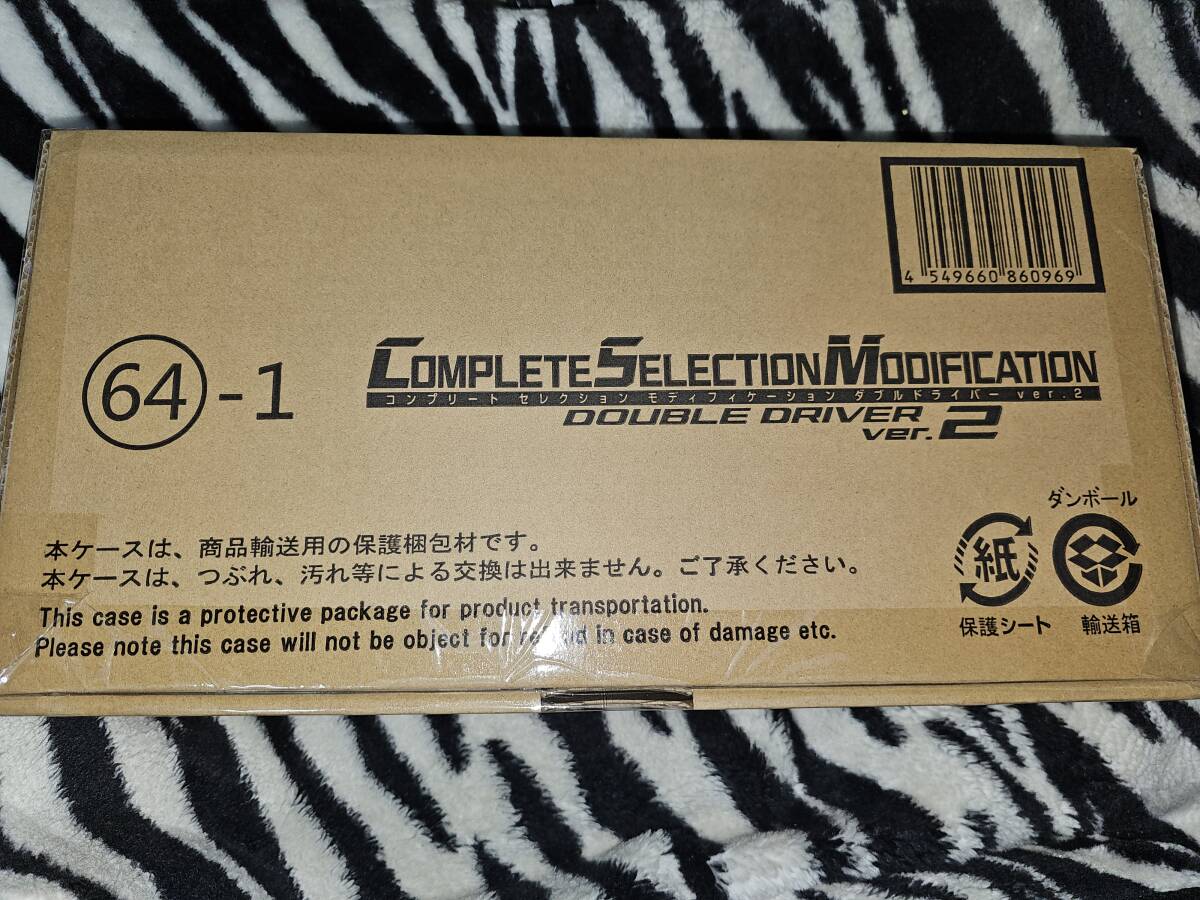 4 549660 860969
64-1
COMPLETE SELECTION MODIFICATION
コンプリート セレクション モディフィケーション ダブルドライバー ver.2
DOUBLE DRIVER
ver.2
ダンボール
紙
保護シート
輸送箱
本ケースは、商品輸送用の保護梱包材です。
本ケースは、つぶれ、汚れ等による交換は出来ません。ご了承ください。
This case is a protective package for product transportation.
Please note this case will not be object for refund in case of damage etc.